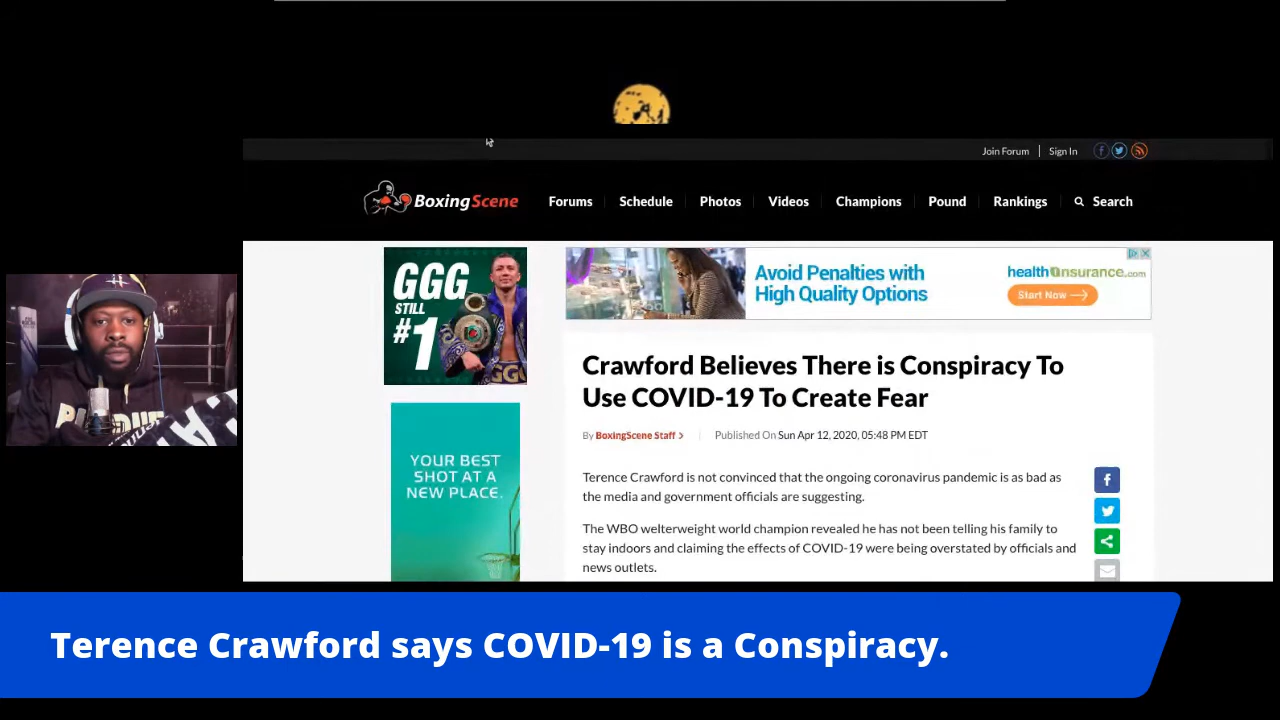 Join Forum
Sign In
BoxingScene
Forums
Schedule
Photos
Videos
Champions
Pound
Rankings
Search
GGG
STILL
#1
GG
Avoid Penalties with
High Quality Options
healthinsurance.com
Start Now
YOUR BEST
SHOT AT A
NEW PLACE.
Crawford Believes There is Conspiracy To
Use COVID-19 To Create Fear
By BoxingScene Staff
Published On Sun Apr 12, 2020, 05:48 PM EDT
Terence Crawford is not convinced that the ongoing coronavirus pandemic is as bad as
the media and government officials are suggesting.
The WBO welterweight world champion revealed he has not been telling his family to
stay indoors and claiming the effects of COVID-19 were being overstated by officials and
news outlets.
Terence Crawford says COVID-19 is a Conspiracy.